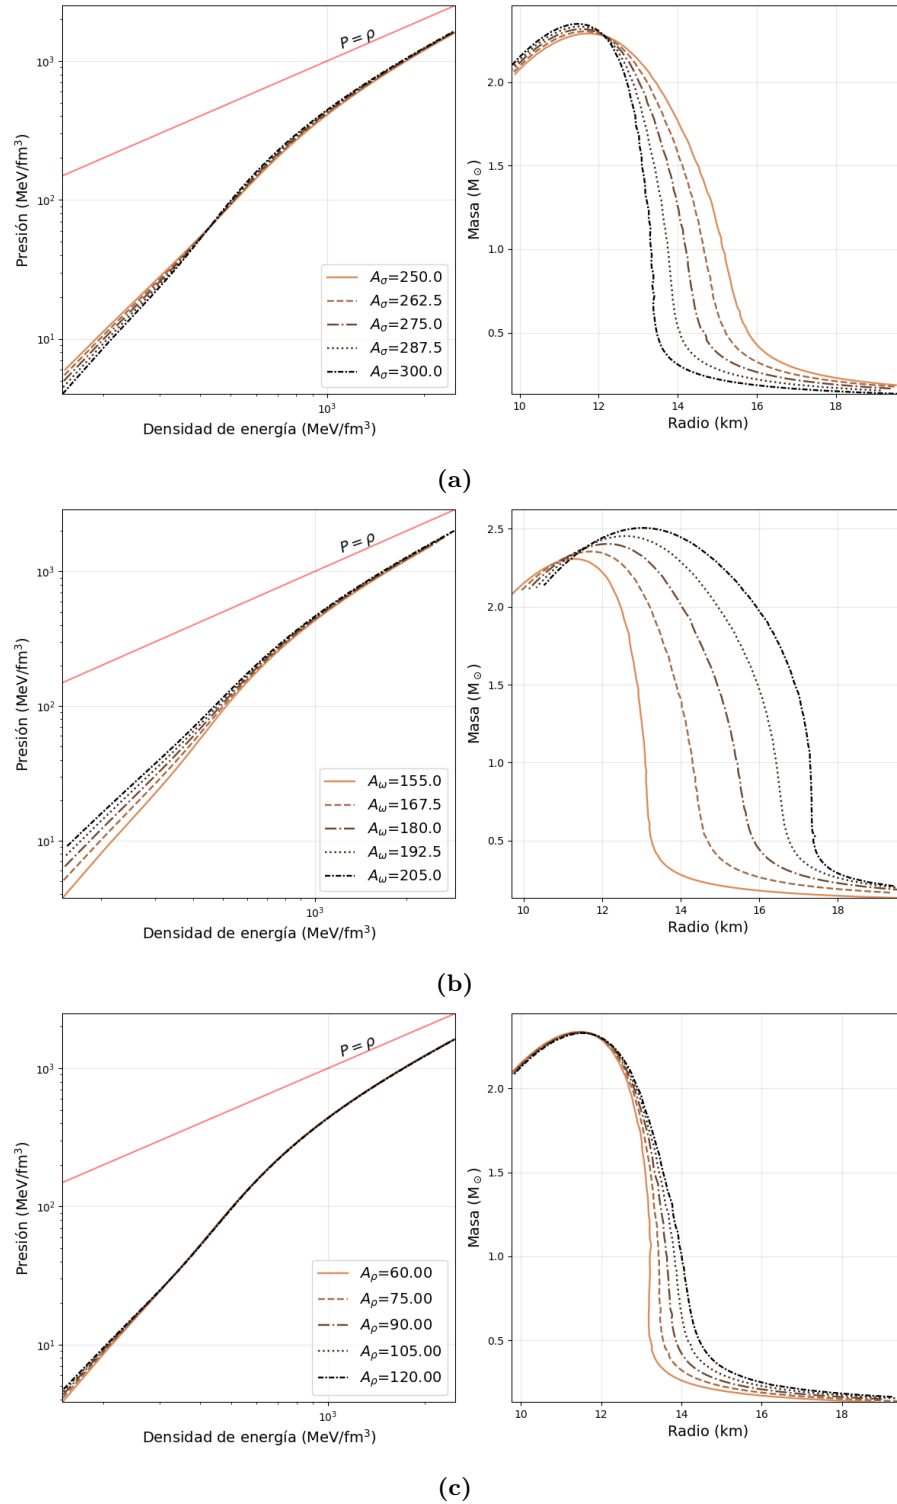 P = ρ
10³
10²
10¹
Presión (MeV/fm³)
A_σ=250.0
A_σ=262.5
A_σ=275.0
A_σ=287.5
A_σ=300.0
10³
Densidad de energía (MeV/fm³)
2.0
1.5
1.0
0.5
Masa (M_⊙)
10 12 14 16 18
Radio (km)
(a)
P = ρ
10³
10²
10¹
Presión (MeV/fm³)
A_ω=155.0
A_ω=167.5
A_ω=180.0
A_ω=192.5
A_ω=205.0
10³
Densidad de energía (MeV/fm³)
2.5
2.0
1.5
1.0
0.5
Masa (M_⊙)
10 12 14 16 18
Radio (km)
(b)
P = ρ
10³
10²
10¹
Presión (MeV/fm³)
A_ρ=60.00
A_ρ=75.00
A_ρ=90.00
A_ρ=105.00
A_ρ=120.00
10³
Densidad de energía (MeV/fm³)
2.0
1.5
1.0
0.5
Masa (M_⊙)
10 12 14 16 18
Radio (km)
(c)